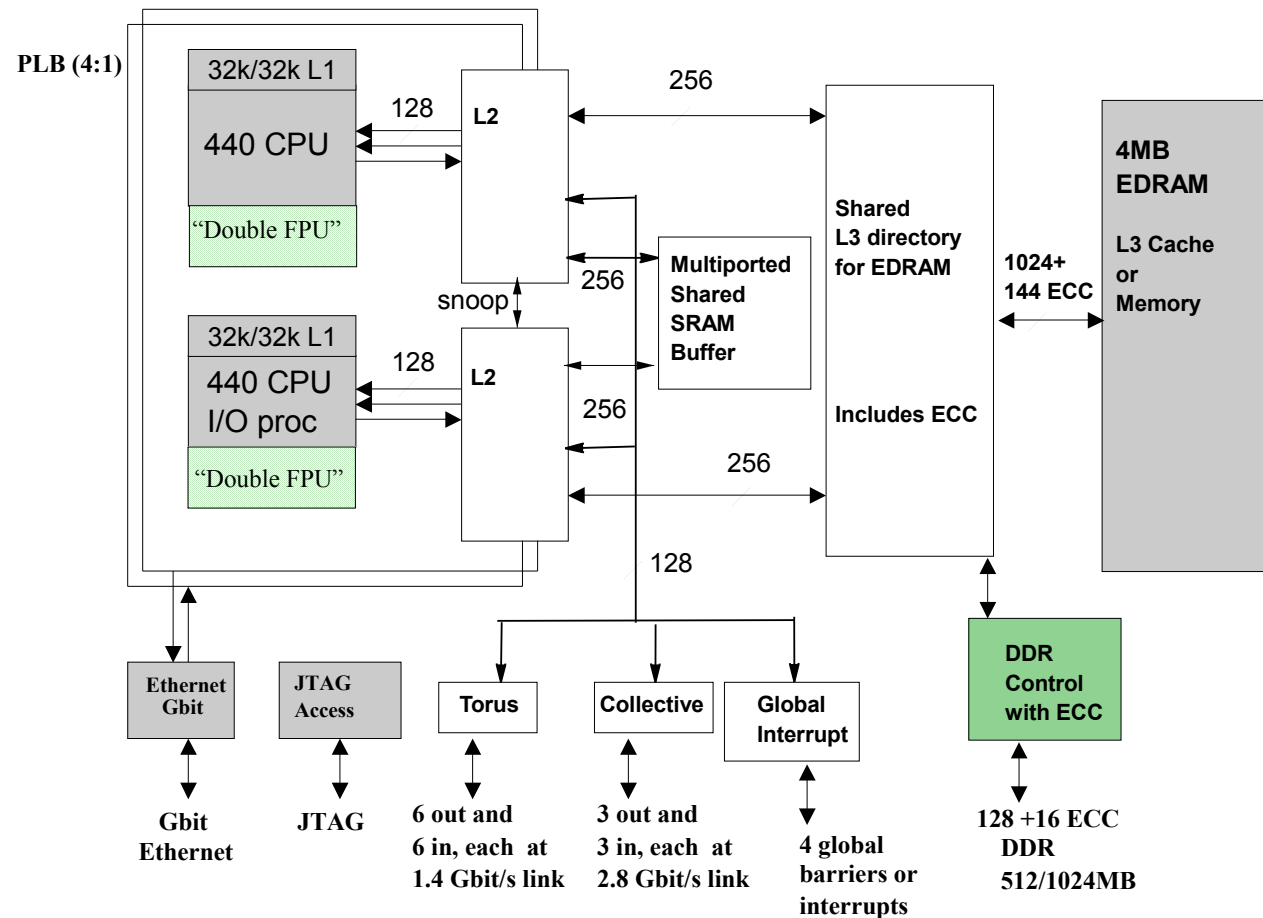 PLB (4:1)
32k/32k L1
440 CPU
“Double FPU”
128
L2
snoop
32k/32k L1
440 CPU
I/O proc
“Double FPU”
128
L2
256
256
256
256
128
Multiported
Shared
SRAM
Buffer
Shared
L3 directory
for EDRAM
Includes ECC
1024+
144 ECC
4MB
EDRAM
L3 Cache
or
Memory
Ethernet
Gbit
JTAG
Access
Torus
Collective
Global
Interrupt
DDR
Control
with ECC
Gbit
Ethernet
JTAG
6 out and
6 in, each at
1.4 Gbit/s link
3 out and
3 in, each at
2.8 Gbit/s link
4 global
barriers or
interrupts
128 +16 ECC
DDR
512/1024MB